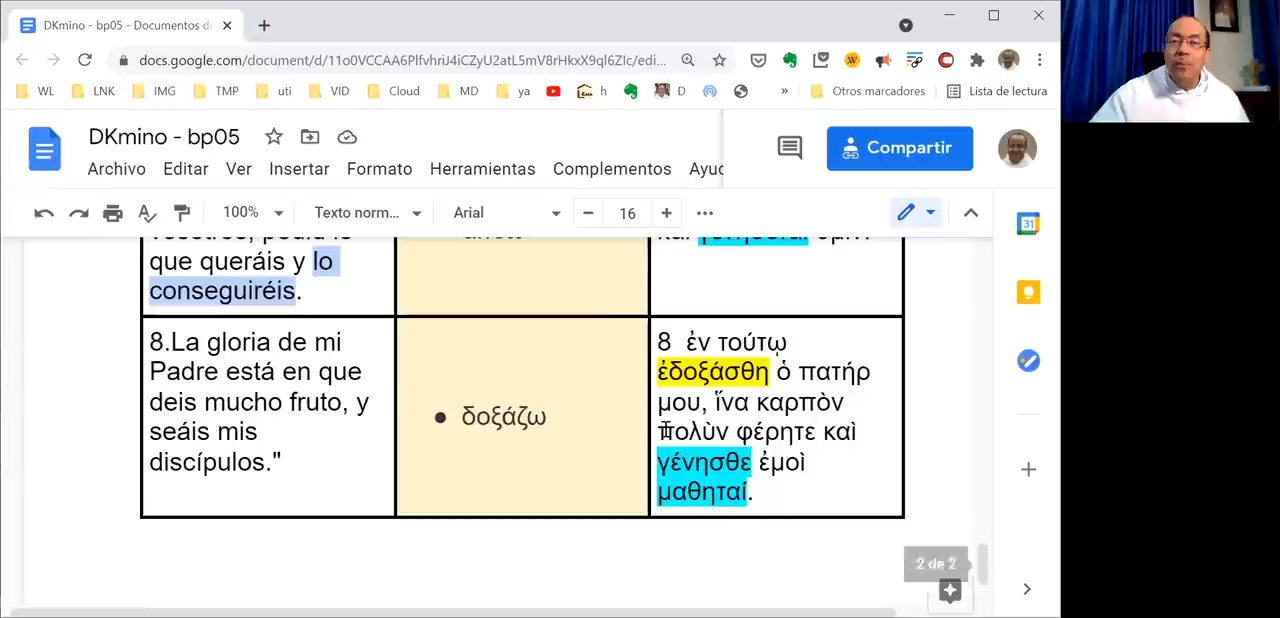 DKmino - bp05 - Documentos d
docs.google.com/document/d/11o0VCCAA6PlfvhriJ4iCZyU2atL5mV8rHkxX9ql6ZIc/edi...
WL LNK IMG TMP uti VID Cloud MD ya h D » Otros marcadores Lista de lectura
DKmino - bp05
Archivo Editar Ver Insertar Formato Herramientas Complementos Ayuc
Compartir
100% Texto norm... Arial 16
31
que queráis y lo
conseguiréis.
8.La gloria de mi
Padre está en que
deis mucho fruto, y
seáis mis
discípulos."
● δοξάζω
8 ἐν τούτῳ
ἐδοξάσθη ὁ πατήρ
μου, ἵνα καρπὸν
πολὺν φέρητε καὶ
γένησθε ἐμοὶ
μαθηταί.
2 de 2